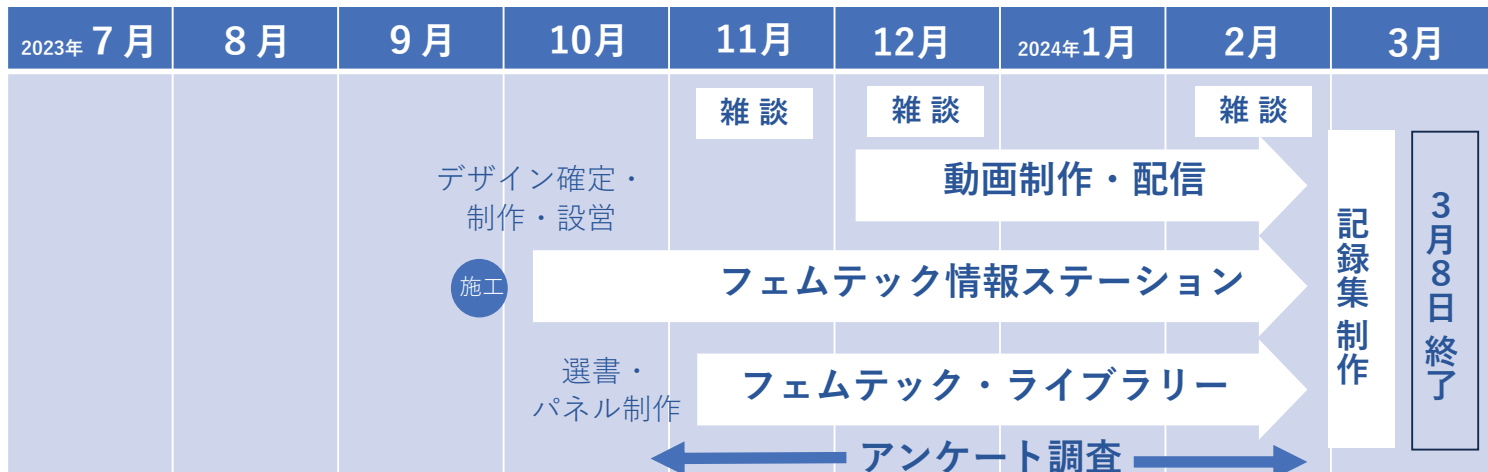 2023年 7月
8月
9月
10月
11月
12月
2024年1月
2月
3月
雑 談
雑 談
雑 談
動画制作・配信
デザイン確定・
制作・設営
施工
フェムテック情報ステーション
選書・
パネル制作
フェムテック・ライブラリー
アンケート調査
記録集 制作
3月8日 終了